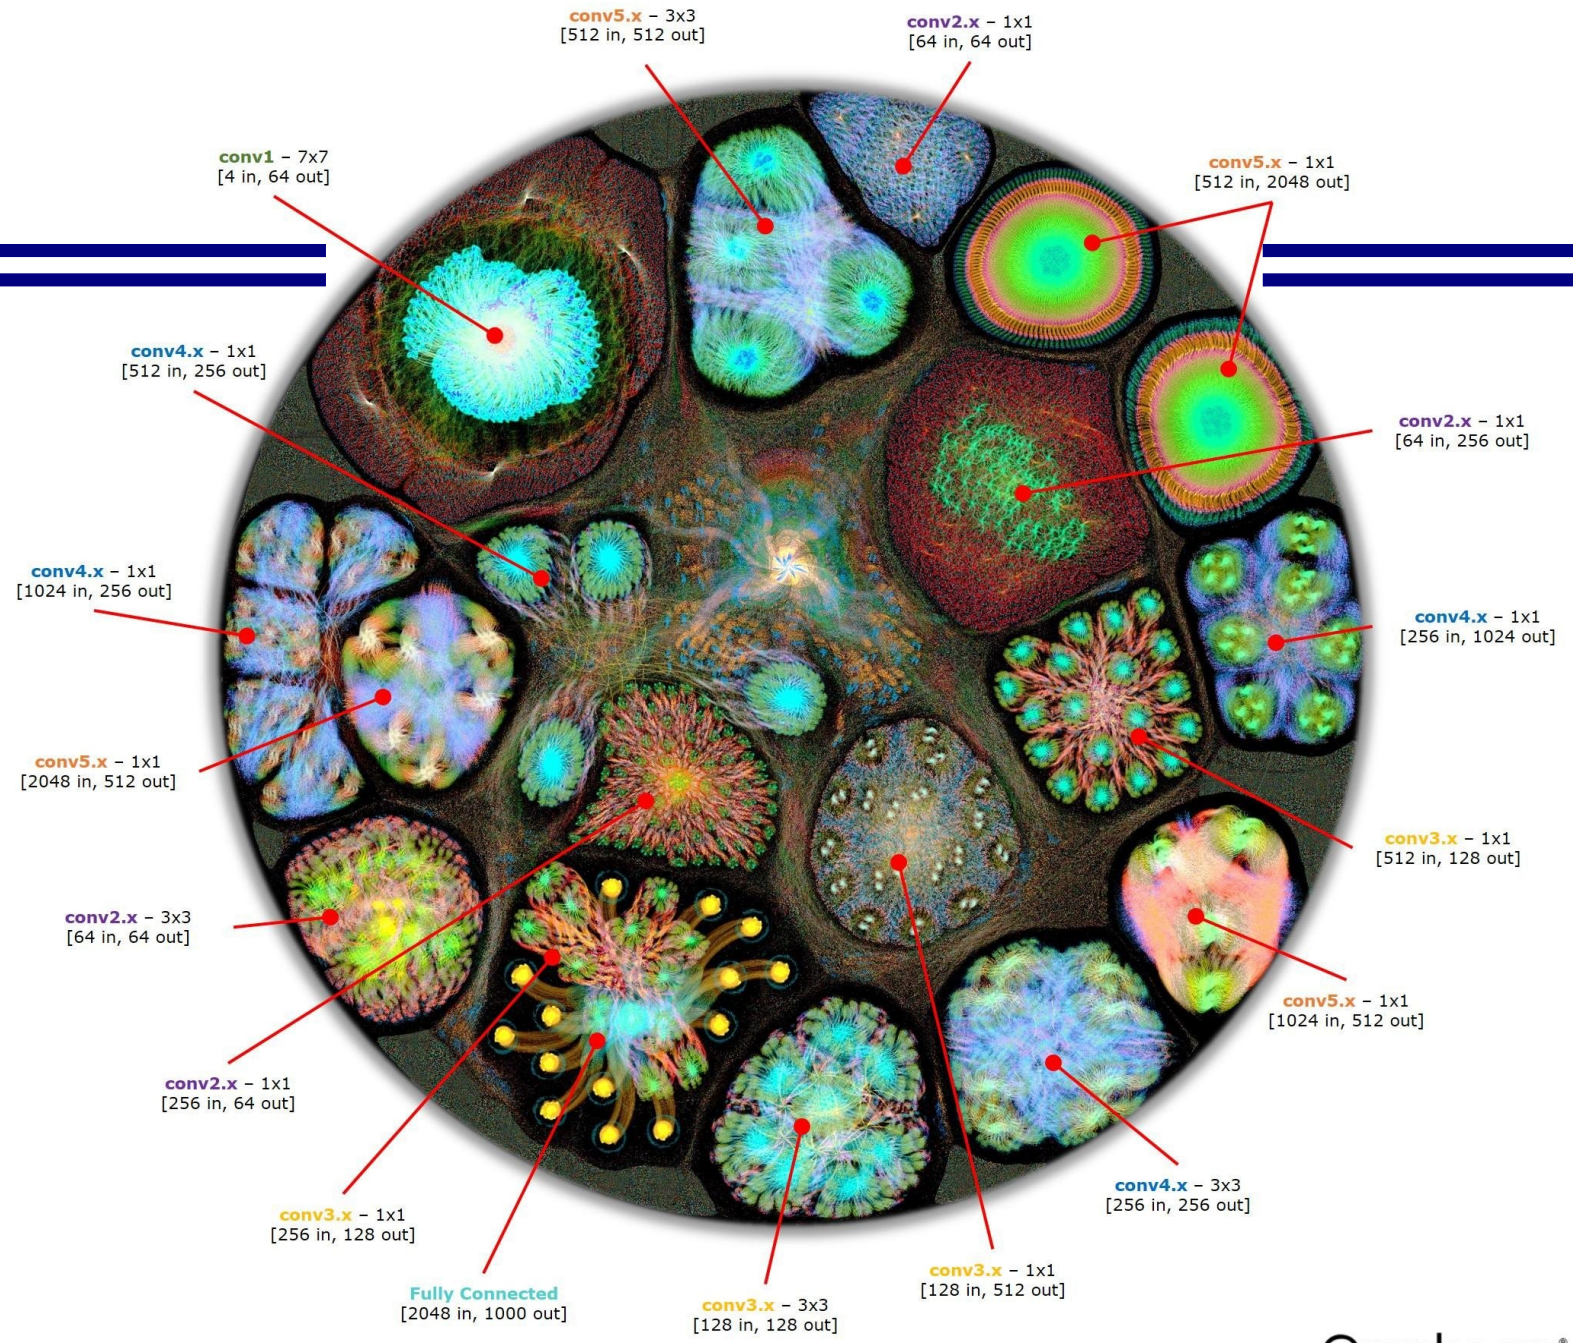 conv5.x – 3x3
[512 in, 512 out]
conv2.x – 1x1
[64 in, 64 out]
conv1 – 7x7
[4 in, 64 out]
conv5.x – 1x1
[512 in, 2048 out]
conv4.x – 1x1
[512 in, 256 out]
conv2.x – 1x1
[64 in, 256 out]
conv4.x – 1x1
[1024 in, 256 out]
conv4.x – 1x1
[256 in, 1024 out]
conv5.x – 1x1
[2048 in, 512 out]
conv3.x – 1x1
[512 in, 128 out]
conv2.x – 3x3
[64 in, 64 out]
conv5.x – 1x1
[1024 in, 512 out]
conv2.x – 1x1
[256 in, 64 out]
conv4.x – 3x3
[256 in, 256 out]
conv3.x – 1x1
[256 in, 128 out]
conv3.x – 1x1
[128 in, 512 out]
Fully Connected
[2048 in, 1000 out]
conv3.x – 3x3
[128 in, 128 out]